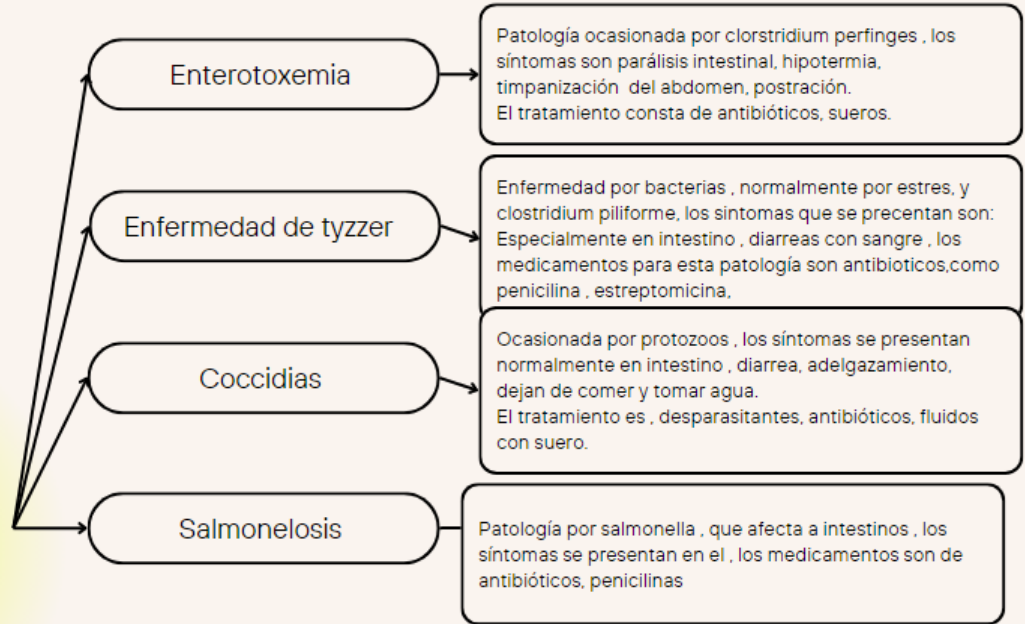 Enterotoxemia
Patología ocasionada por clorstridium perfinges , los
síntomas son parálisis intestinal, hipotermia,
timpanización  del abdomen, postración.
El tratamiento consta de antibióticos, sueros.
Enfermedad de tyzzer
Enfermedad por bacterias , normalmente por estres, y
clostridium piliforme, los sintomas que se precentan son:
Especialmente en intestino , diarreas con sangre , los
medicamentos para esta patología son antibioticos,como
penicilina , estreptomicina,
Coccidias
Ocasionada por protozoos , los síntomas se presentan
normalmente en intestino , diarrea, adelgazamiento,
dejan de comer y tomar agua.
El tratamiento es , desparasitantes, antibióticos, fluidos
con suero.
Salmonelosis
Patología por salmonella , que afecta a intestinos , los
síntomas se presentan en el , los medicamentos son de
antibióticos, penicilinas